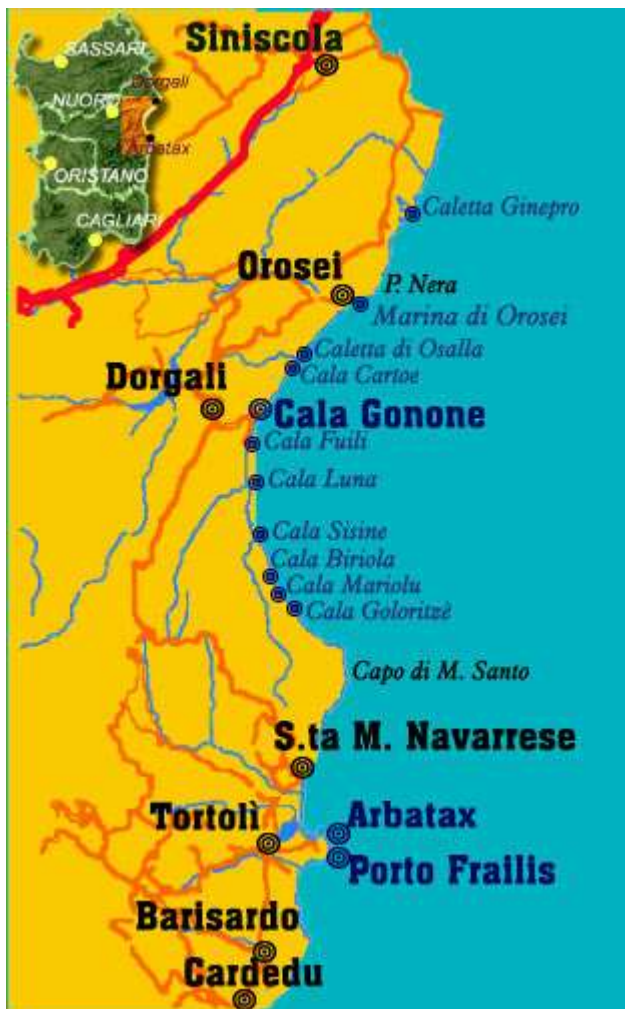 Siniscola
SASSARI
Dorgali
NUORO
Arbatax
ORISTANO
CAGLIARI
Caletta Ginepro
Orosei
P. Nera
Marina di Orosei
Caletta di Osalla
Cala Cartoe
Dorgali
Cala Gonone
Cala Fuili
Cala Luna
Cala Sisine
Cala Biriola
Cala Mariolu
Cala Goloritzè
Capo di M. Santo
S.ta M. Navarrese
Arbatax
Tortolì
Porto Frailis
Barisardo
Cardedu